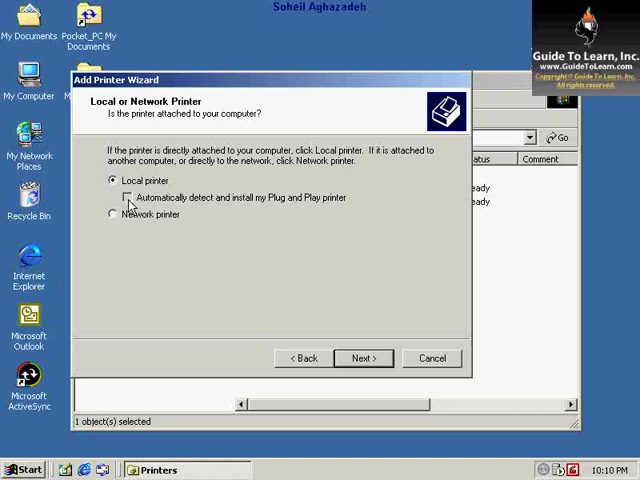 Soheil Aghazadeh
My Documents
Pocket_PC My
Documents
Guide To Learn, Inc.
www.GuideToLearn.com
Copyright © Guide To Learn, Inc.
All rights reserved.
My Computer
Add Printer Wizard
Local or Network Printer
Is the printer attached to your computer?
If the printer is directly attached to your computer, click Local printer. If it is attached to
another computer, or directly to the network, click Network printer.
Local printer
Automatically detect and install my Plug and Play printer
Network printer
< Back
Next >
Cancel
Go
Status
Comment
eady
eady
My Network
Places
Recycle Bin
Internet
Explorer
Microsoft
Outlook
Microsoft
ActiveSync
1 object(s) selected
Start
Printers
10:10 PM